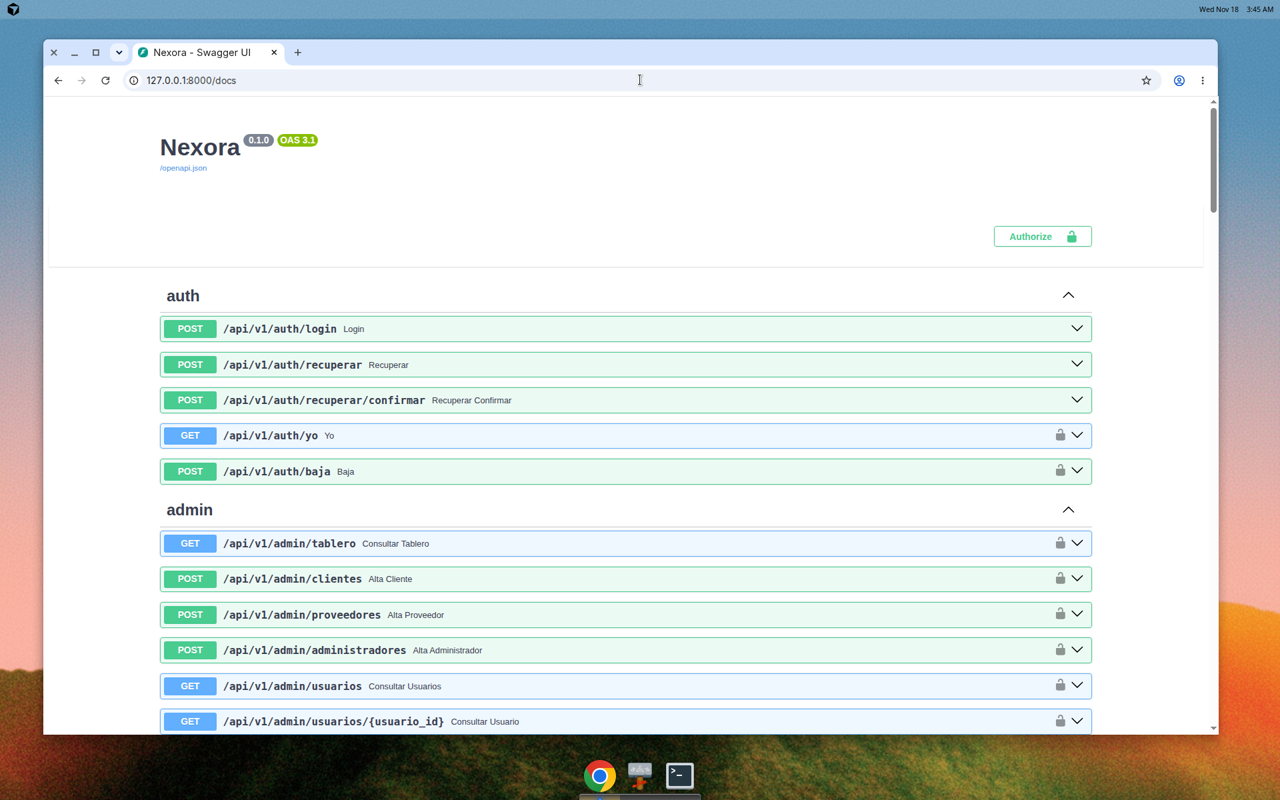 Wed Nov 18 3:45 AM
Nexora - Swagger UI
127.0.0.1:8000/docs
Nexora 0.1.0 OAS 3.1
/openapi.json
Authorize
auth
POST /api/v1/auth/login Login
POST /api/v1/auth/recuperar Recuperar
POST /api/v1/auth/recuperar/confirmar Recuperar Confirmar
GET /api/v1/auth/yo Yo
POST /api/v1/auth/baja Baja
admin
GET /api/v1/admin/tablero Consultar Tablero
POST /api/v1/admin/clientes Alta Cliente
POST /api/v1/admin/proveedores Alta Proveedor
POST /api/v1/admin/administradores Alta Administrador
GET /api/v1/admin/usuarios Consultar Usuarios
GET /api/v1/admin/usuarios/{usuario_id} Consultar Usuario